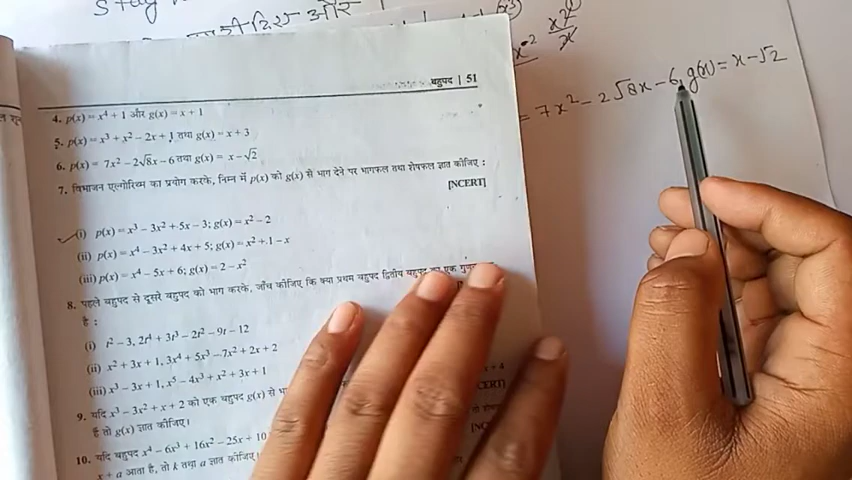 बहुपद | 51
4. p(x) = x⁴ + 1 और g(x) = x + 1
5. p(x) = x³ + x² − 2x + 1 तथा g(x) = x + 3
6. p(x) = 7x² − 2√8x − 6 तथा g(x) = x − √2
7. विभाजन एल्गोरिथ्म का प्रयोग करके, निम्न में p(x) को g(x) से भाग देने पर भागफल तथा शेषफल ज्ञात कीजिए :
[NCERT]
(i) p(x) = x³ − 3x² + 5x − 3; g(x) = x² − 2
(ii) p(x) = x⁴ − 3x² + 4x + 5; g(x) = x² + 1 − x
(iii) p(x) = x⁴ − 5x + 6; g(x) = 2 − x²
8. पहले बहुपद से दूसरे बहुपद को भाग करके, जाँच कीजिए कि क्या प्रथम बहुपद द्वितीय बहुपद का एक
है :
(i) t² − 3, 2t⁴ + 3t³ − 2t² − 9t − 12
(ii) x² + 3x + 1, 3x⁴ + 5x³ − 7x² + 2x + 2
(iii) x³ − 3x + 1, x⁵ − 4x³ + x² + 3x + 1
9. यदि x³ − 3x² + x + 2 को एक बहुपद g(x) से
x + 4
हैं तो g(x) ज्ञात कीजिए।
NCERT]
10. यदि बहुपद x⁴ − 6x³ + 16x² − 25x + 10
x + a आता है, तो k तथा a ज्ञात कीजिए।
और
x²
= 7x² − 2√8x − 6, g(x) = x − √2